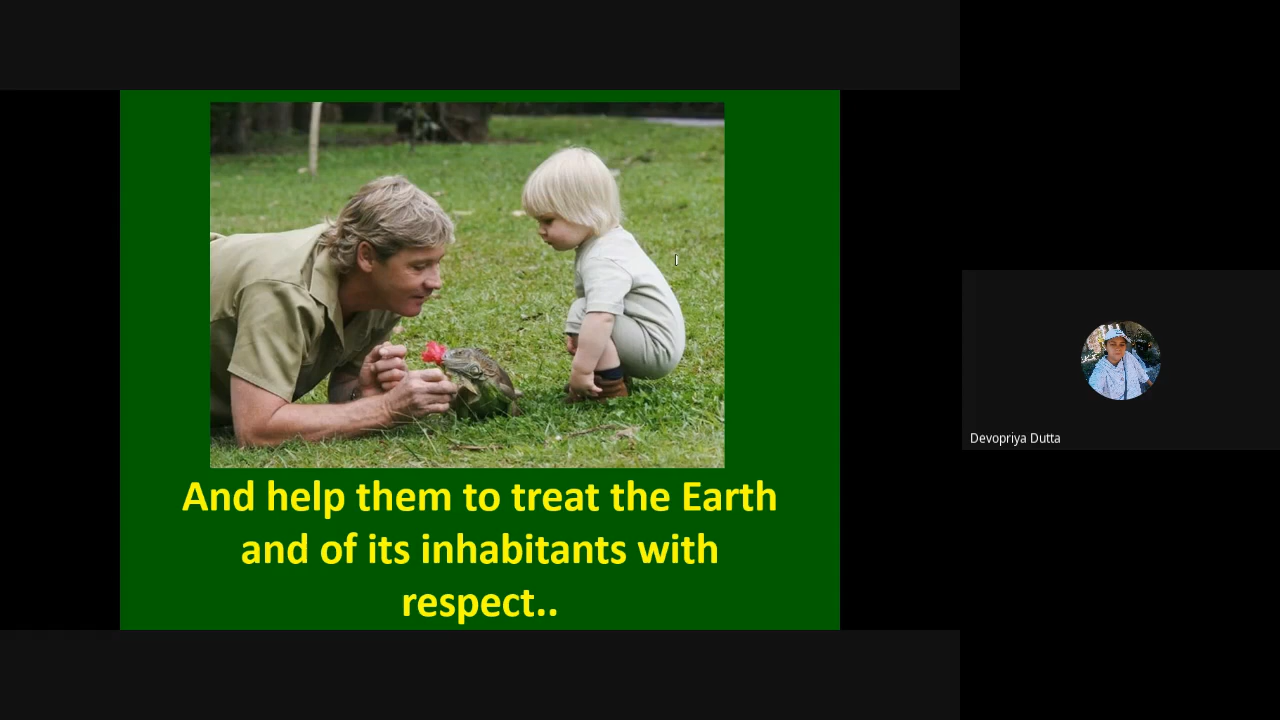 And help them to treat the Earth
and of its inhabitants with
respect..
Devopriya Dutta